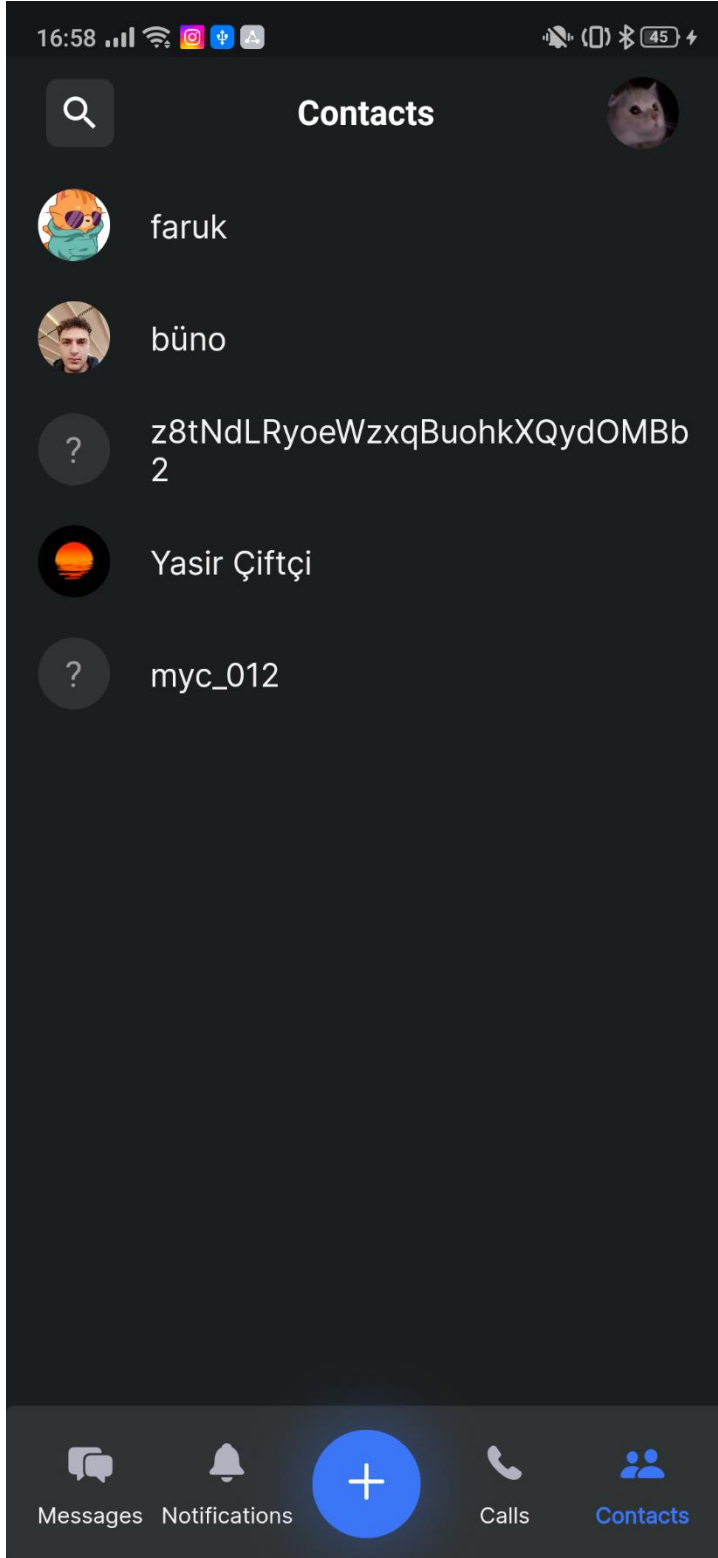 16:58
45
Contacts
faruk
büno
?
z8tNdLRyoeWzxqBuohkXQydOMBb
2
Yasir Çiftçi
?
myc_012
Messages Notifications Calls Contacts